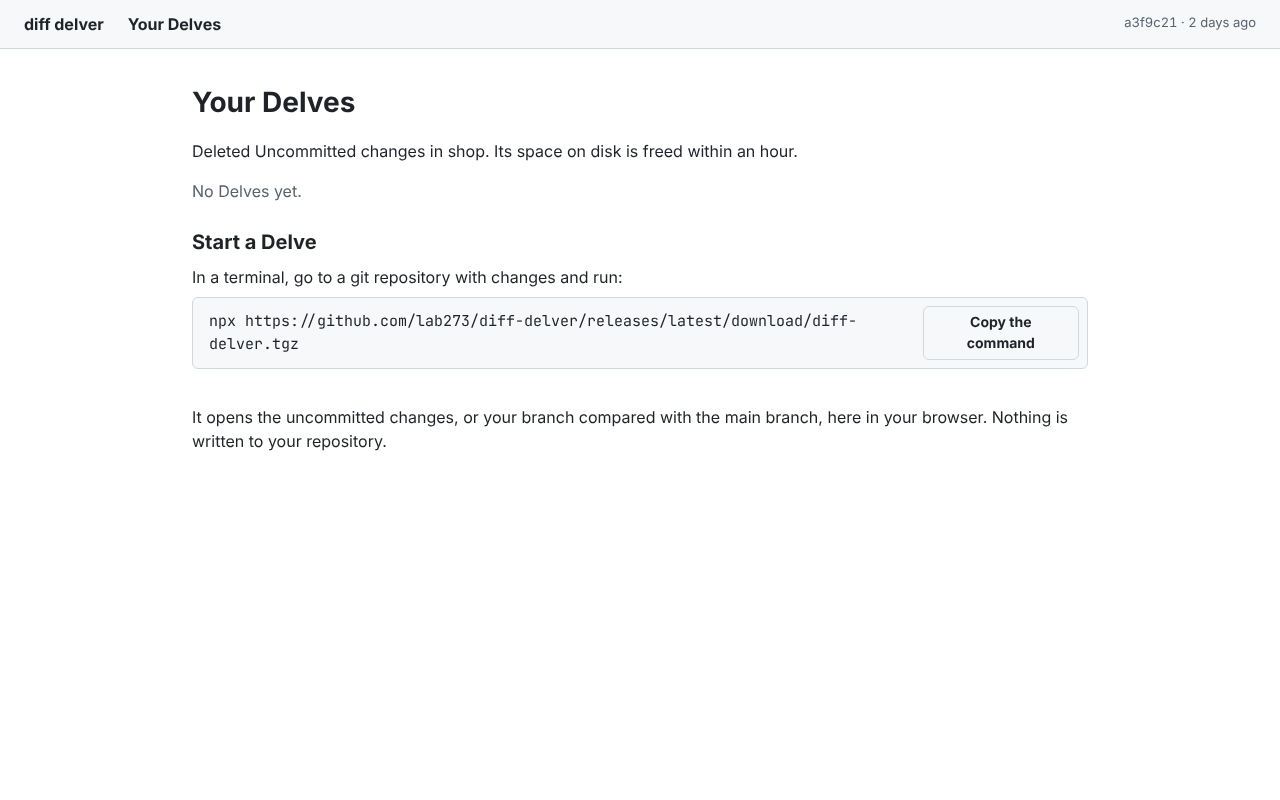 diff delver
Your Delves
a3f9c21 · 2 days ago
Your Delves
Deleted Uncommitted changes in shop. Its space on disk is freed within an hour.
No Delves yet.
Start a Delve
In a terminal, go to a git repository with changes and run:
npx https://github.com/lab273/diff-delver/releases/latest/download/diff-
delver.tgz
Copy the
command
It opens the uncommitted changes, or your branch compared with the main branch, here in your browser. Nothing is
written to your repository.